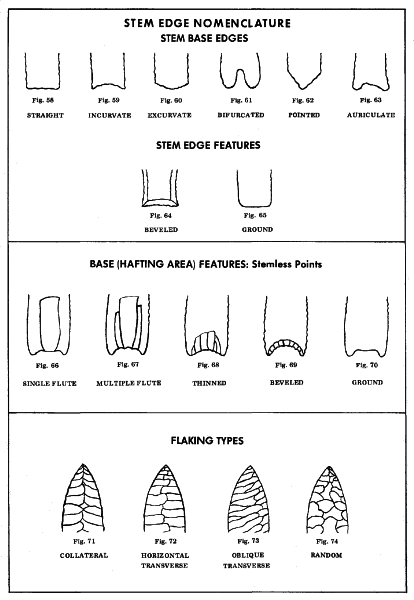 STEM EDGE NOMENCLATURE
STEM BASE EDGES
Fig. 58 Fig. 59 Fig. 60 Fig. 61 Fig. 62 Fig. 63
STRAIGHT INCURVATE EXCURVATE BIFURCATED POINTED AURICULATE
STEM EDGE FEATURES
Fig. 64 Fig. 65
BEVELED GROUND
BASE (HAFTING AREA) FEATURES: Stemless Points
Fig. 66 Fig. 67 Fig. 68 Fig. 69 Fig. 70
SINGLE FLUTE MULTIPLE FLUTE THINNED BEVELED GROUND
FLAKING TYPES
Fig. 71 Fig. 72 Fig. 73 Fig. 74
COLLATERAL HORIZONTAL OBLIQUE RANDOM
TRANSVERSE TRANSVERSE